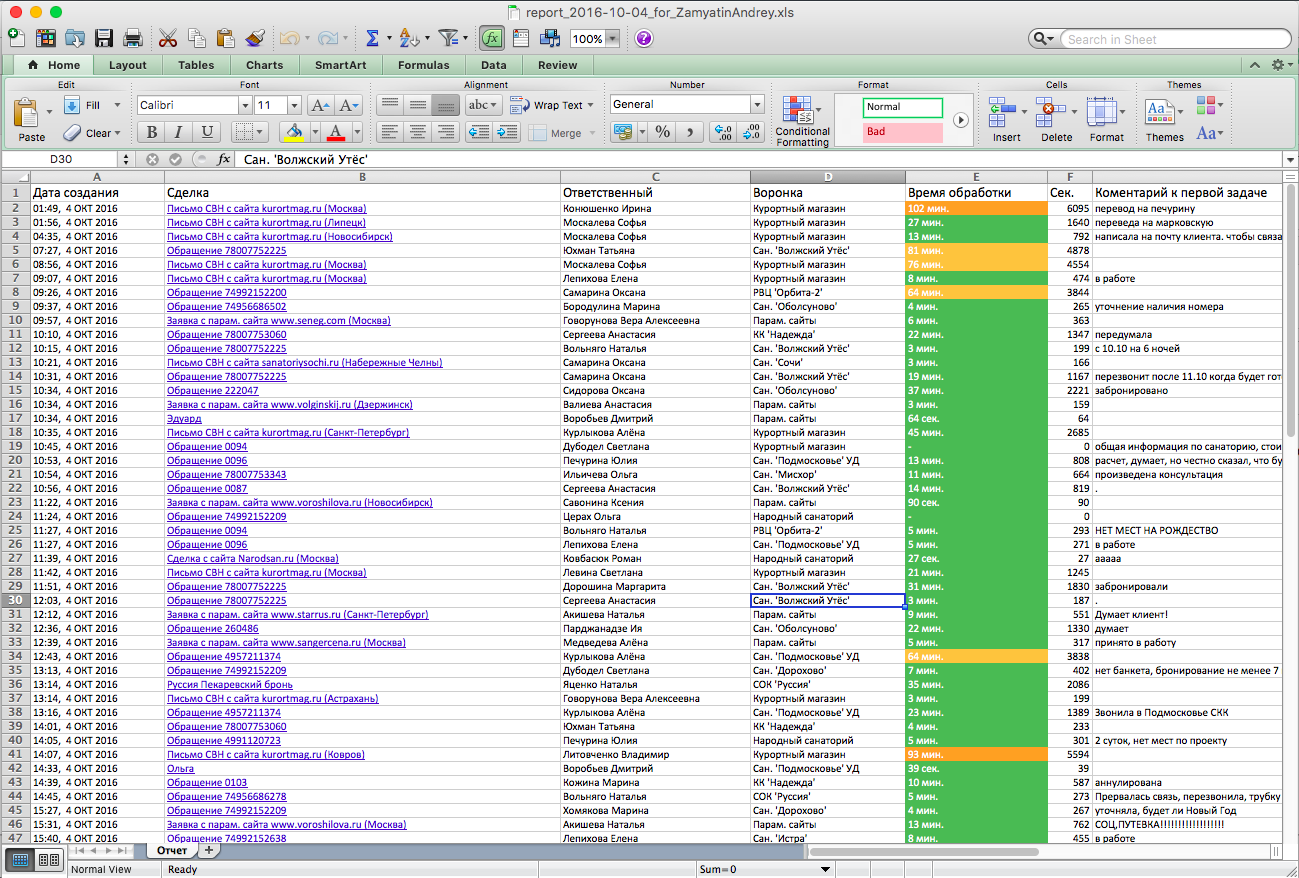 report_2016-10-04_for_ZamyatinAndrey.xls
100% Search in Sheet
Home Layout Tables Charts SmartArt Formulas Data Review
Edit Font Alignment Number Format Cells Themes
Fill Calibri 11 A A abc Wrap Text General Normal
Paste Clear B I U A Merge % Conditional Formatting Bad Insert Delete Format Themes Aa
D30 fx Сан. 'Волжский Утёс'
A B C D E F
1 Дата создания Сделка Ответственный Воронка Время обработки Сек. Коментарий к первой задаче
2 01:49, 4 ОКТ 2016 Письмо СВН с сайта kurortmag.ru (Москва) Конюшенко Ирина Курортный магазин 102 мин. 6095 перевод на печурину
3 01:56, 4 ОКТ 2016 Письмо СВН с сайта kurortmag.ru (Липецк) Москалева Софья Курортный магазин 27 мин. 1640 переведа на марковскую
4 04:35, 4 ОКТ 2016 Письмо СВН с сайта kurortmag.ru (Новосибирск) Москалева Софья Курортный магазин 13 мин. 792 написала на почту клиента. чтобы связа
5 07:27, 4 ОКТ 2016 Обращение 78007752225 Юхман Татьяна Сан. 'Волжский Утёс' 81 мин. 4878
6 08:56, 4 ОКТ 2016 Письмо СВН с сайта kurortmag.ru (Москва) Москалева Софья Курортный магазин 76 мин. 4554
7 09:07, 4 ОКТ 2016 Письмо СВН с сайта kurortmag.ru (Москва) Лепихова Елена Курортный магазин 8 мин. 474 в работе
8 09:26, 4 ОКТ 2016 Обращение 74992152200 Самарина Оксана РВЦ 'Орбита-2' 64 мин. 3844
9 09:37, 4 ОКТ 2016 Обращение 74956686502 Бородулина Марина Сан. 'Оболсуново' 4 мин. 265 уточнение наличия номера
10 09:57, 4 ОКТ 2016 Заявка с парам. сайта www.seneg.com (Москва) Говорунова Вера Алексеевна Парам. сайты 6 мин. 363
11 10:10, 4 ОКТ 2016 Обращение 78007753060 Сергеева Анастасия КК 'Надежда' 22 мин. 1347 передумала
12 10:15, 4 ОКТ 2016 Обращение 78007752225 Вольняго Наталья Сан. 'Волжский Утёс' 3 мин. 199 с 10.10 на 6 ночей
13 10:21, 4 ОКТ 2016 Письмо СВН с сайта sanatoriysochi.ru (Набережные Челны) Самарина Оксана Сан. 'Сочи' 3 мин. 166
14 10:31, 4 ОКТ 2016 Обращение 78007752225 Самарина Оксана Сан. 'Волжский Утёс' 19 мин. 1167 перезвонит после 11.10 когда будет гот
15 10:34, 4 ОКТ 2016 Обращение 222047 Сидорова Оксана Сан. 'Оболсуново' 37 мин. 2221 забронировано
16 10:34, 4 ОКТ 2016 Заявка с парам. сайта www.volginskij.ru (Дзержинск) Валиева Анастасия Парам. сайты 3 мин. 159
17 10:34, 4 ОКТ 2016 Эдуард Воробьев Дмитрий Парам. сайты 64 сек. 64
18 10:35, 4 ОКТ 2016 Письмо СВН с сайта kurortmag.ru (Санкт-Петербург) Курлыкова Алёна Курортный магазин 45 мин. 2685
19 10:45, 4 ОКТ 2016 Обращение 0094 Дубодел Светлана Курортный магазин - 0 общая информация по санаторию, стои
20 10:53, 4 ОКТ 2016 Обращение 0096 Печурина Юлия Сан. 'Подмосковье' УД 13 мин. 808 расчет, думает, но честно сказал, что бу
21 10:54, 4 ОКТ 2016 Обращение 78007753343 Ильичева Ольга Сан. 'Мисхор' 11 мин. 664 произведена консультация
22 10:56, 4 ОКТ 2016 Обращение 0087 Сергеева Анастасия Сан. 'Волжский Утёс' 14 мин. 819 .
23 11:22, 4 ОКТ 2016 Заявка с парам. сайта www.voroshilova.ru (Новосибирск) Савонина Ксения Парам. сайты 90 сек. 90
24 11:24, 4 ОКТ 2016 Обращение 74992152209 Церах Ольга Народный санаторий - 0
25 11:27, 4 ОКТ 2016 Обращение 0094 Вольняго Наталья РВЦ 'Орбита-2' 5 мин. 293 НЕТ МЕСТ НА РОЖДЕСТВО
26 11:27, 4 ОКТ 2016 Обращение 0096 Лепихова Елена Сан. 'Подмосковье' УД 5 мин. 271 в работе
27 11:39, 4 ОКТ 2016 Сделка с сайта Narodsan.ru (Москва) Ковбасюк Роман Народный санаторий 27 сек. 27 ааааа
28 11:42, 4 ОКТ 2016 Письмо СВН с сайта kurortmag.ru (Москва) Левина Светлана Курортный магазин 21 мин. 1245
29 11:51, 4 ОКТ 2016 Обращение 78007752225 Дорошина Маргарита Сан. 'Волжский Утёс' 31 мин. 1830 забронировали
30 12:03, 4 ОКТ 2016 Обращение 78007752225 Сергеева Анастасия Сан. 'Волжский Утёс' 3 мин. 187 .
31 12:12, 4 ОКТ 2016 Заявка с парам. сайта www.starrus.ru (Санкт-Петербург) Акишева Наталья Парам. сайты 9 мин. 551 Думает клиент!
32 12:36, 4 ОКТ 2016 Обращение 260486 Парджанадзе Ия Сан. 'Оболсуново' 22 мин. 1330 думает
33 12:39, 4 ОКТ 2016 Заявка с парам. сайта www.sangercena.ru (Москва) Медведева Алёна Парам. сайты 5 мин. 317 принято в работу
34 12:43, 4 ОКТ 2016 Обращение 4957211374 Курлыкова Алёна Сан. 'Подмосковье' УД 64 мин. 3838
35 13:13, 4 ОКТ 2016 Обращение 74992152209 Дубодел Светлана Сан. 'Дорохово' 7 мин. 402 нет банкета, бронирование не менее 7
36 13:14, 4 ОКТ 2016 Руссия Пекаревский бронь Яценко Наталья СОК 'Руссия' 35 мин. 2086
37 13:14, 4 ОКТ 2016 Письмо СВН с сайта kurortmag.ru (Астрахань) Говорунова Вера Алексеевна Курортный магазин 3 мин. 199
38 13:16, 4 ОКТ 2016 Обращение 4957211374 Курлыкова Алёна Сан. 'Подмосковье' УД 23 мин. 1389 Звонила в Подмосковье СКК
39 14:01, 4 ОКТ 2016 Обращение 78007753060 Юхман Татьяна КК 'Надежда' 4 мин. 233
40 14:05, 4 ОКТ 2016 Обращение 4991120723 Печурина Юлия Народный санаторий 5 мин. 301 2 суток, нет мест по проекту
41 14:07, 4 ОКТ 2016 Письмо СВН с сайта kurortmag.ru (Ковров) Литовченко Владимир Курортный магазин 93 мин. 5594
42 14:33, 4 ОКТ 2016 Ольга Воробьев Дмитрий Сан. 'Подмосковье' УД 39 сек. 39
43 14:39, 4 ОКТ 2016 Обращение 0103 Кожина Марина КК 'Надежда' 10 мин. 587 аннулирована
44 14:45, 4 ОКТ 2016 Обращение 74956686278 Вольняго Наталья СОК 'Руссия' 5 мин. 273 Прервалась связь, перезвонила, трубку
45 15:27, 4 ОКТ 2016 Обращение 74992152209 Хомякова Марина Сан. 'Дорохово' 4 мин. 267 уточняла, будет ли Новый Год
46 15:31, 4 ОКТ 2016 Заявка с парам. сайта www.voroshilova.ru (Москва) Акишева Наталья Парам. сайты 13 мин. 762 СОЦ,ПУТЕВКА!!!!!!!!!!!!!!!!!!
47 15:40, 4 ОКТ 2016 Обращение 74992152638 Лепихова Елена Сан. 'Истра' 8 мин. 455 в работе
Отчет
Normal View Ready Sum=0